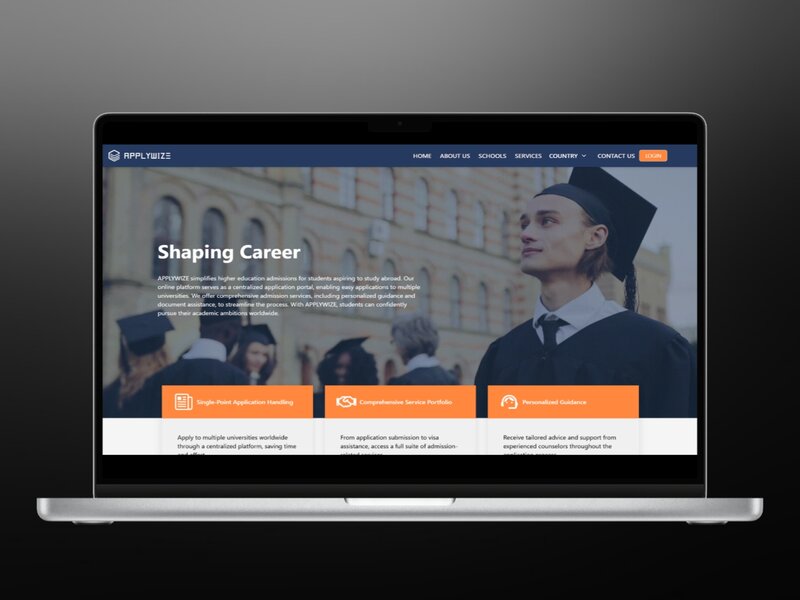 APPLYWIZE
HOME ABOUT US SCHOOLS SERVICES COUNTRY CONTACT US LOGIN
Shaping Career
APPLYWIZE simplifies higher education admissions for students aspiring to study abroad. Our
online platform serves as a centralized application portal, enabling easy applications to multiple
universities. We offer comprehensive admission services, including personalized guidance and
document assistance, to streamline the process. With APPLYWIZE, students can confidently
pursue their academic ambitions worldwide.
Single-Point Application Handling
Apply to multiple universities worldwide
through a centralized platform, saving time
Comprehensive Service Portfolio
From application submission to visa
assistance, access a full suite of admission-
Personalized Guidance
Receive tailored advice and support from
experienced counselors throughout the